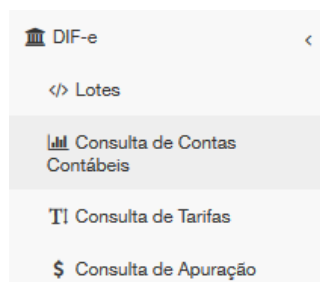 DIF-e
Lotes
Consulta de Contas
Contábeis
Consulta de Tarifas
Consulta de Apuração